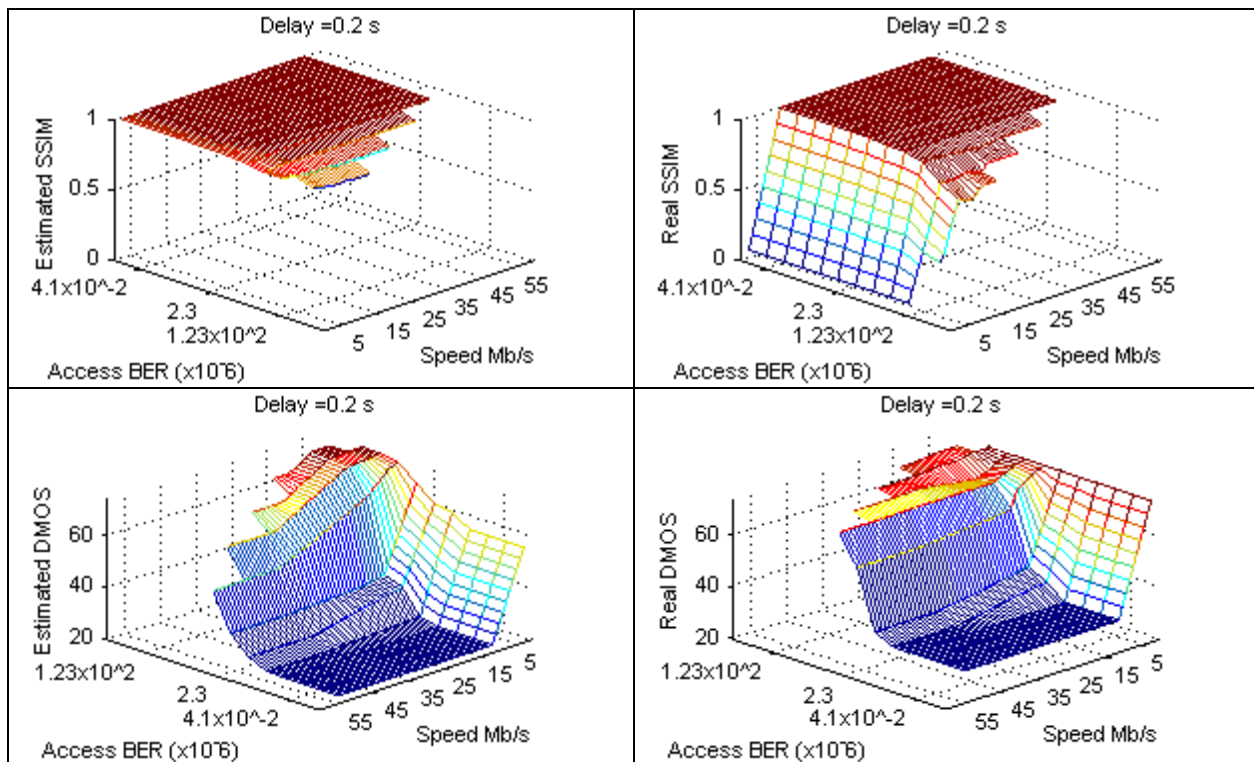 Delay =0.2 s
Estimated SSIM
1
0.5
0
4.1x10^-2
2.3
1.23x10^2
Access BER (x10-6)
5
15
25
35
45
55
Speed Mb/s
Delay =0.2 s
Real SSIM
1
0.5
0
4.1x10^-2
2.3
1.23x10^2
Access BER (x10-6)
5
15
25
35
45
55
Speed Mb/s
Delay =0.2 s
Estimated DMOS
60
40
20
1.23x10^2
2.3
4.1x10^-2
Access BER (x10-6)
55
45
35
25
15
5
Speed Mb/s
Delay =0.2 s
Real DMOS
60
40
20
1.23x10^2
2.3
4.1x10^-2
Access BER (x10-6)
55
45
35
25
15
5
Speed Mb/s